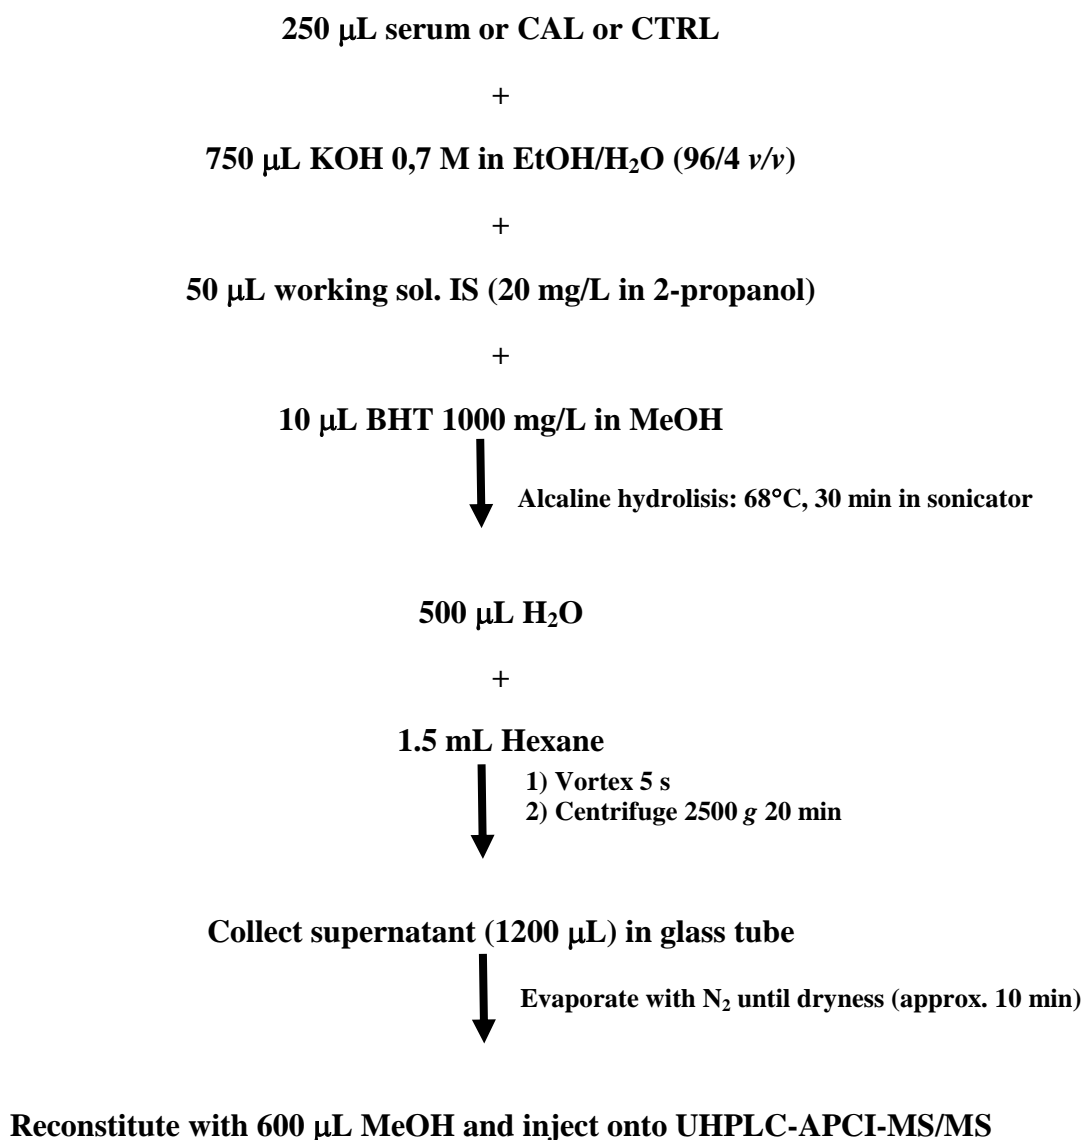 250 μL serum or CAL or CTRL
+
750 μL KOH 0,7 M in EtOH/H₂O (96/4 v/v)
+
50 μL working sol. IS (20 mg/L in 2-propanol)
+
10 μL BHT 1000 mg/L in MeOH
Alcaline hydrolisis: 68°C, 30 min in sonicator
500 μL H₂O
+
1.5 mL Hexane
1) Vortex 5 s
2) Centrifuge 2500 g 20 min
Collect supernatant (1200 μL) in glass tube
Evaporate with N₂ until dryness (approx. 10 min)
Reconstitute with 600 μL MeOH and inject onto UHPLC-APCI-MS/MS